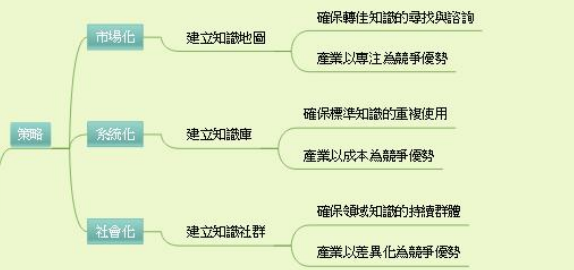 策略
市場化
建立知識地圖
確保轉佳知識的尋找與諮詢
產業以專注為競爭優勢
系統化
建立知識庫
確保標準知識的重複使用
產業以成本為競爭優勢
社會化
建立知識社群
確保領域知識的持續群體
產業以差異化為競爭優勢